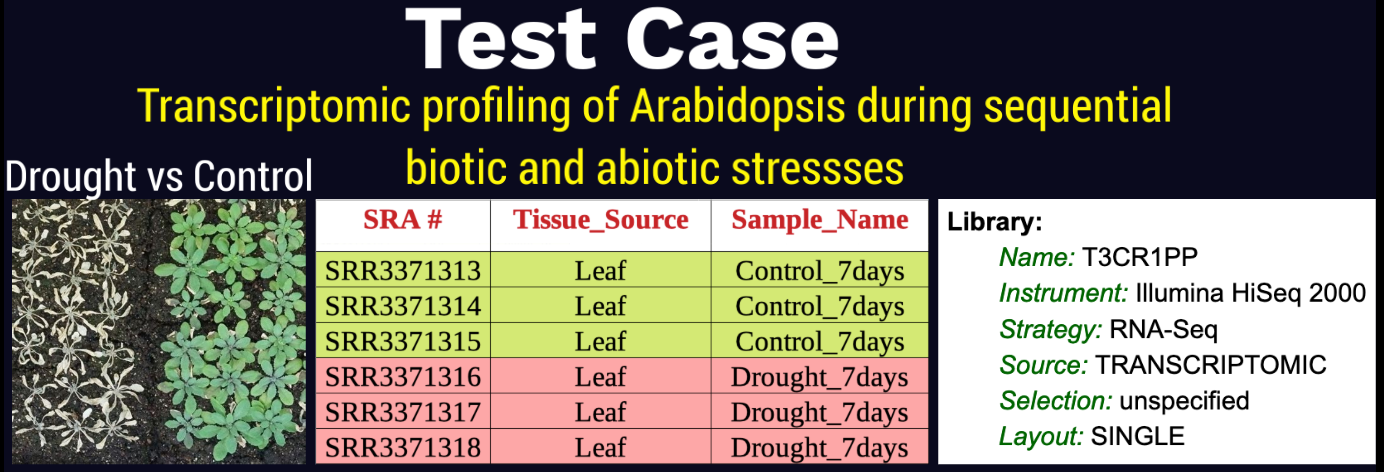 Test Case
Transcriptomic profiling of Arabidopsis during sequential
biotic and abiotic stressses
Drought vs Control
SRA # Tissue_Source Sample_Name
SRR3371313 Leaf Control_7days
SRR3371314 Leaf Control_7days
SRR3371315 Leaf Control_7days
SRR3371316 Leaf Drought_7days
SRR3371317 Leaf Drought_7days
SRR3371318 Leaf Drought_7days
Library:
Name: T3CR1PP
Instrument: Illumina HiSeq 2000
Strategy: RNA-Seq
Source: TRANSCRIPTOMIC
Selection: unspecified
Layout: SINGLE